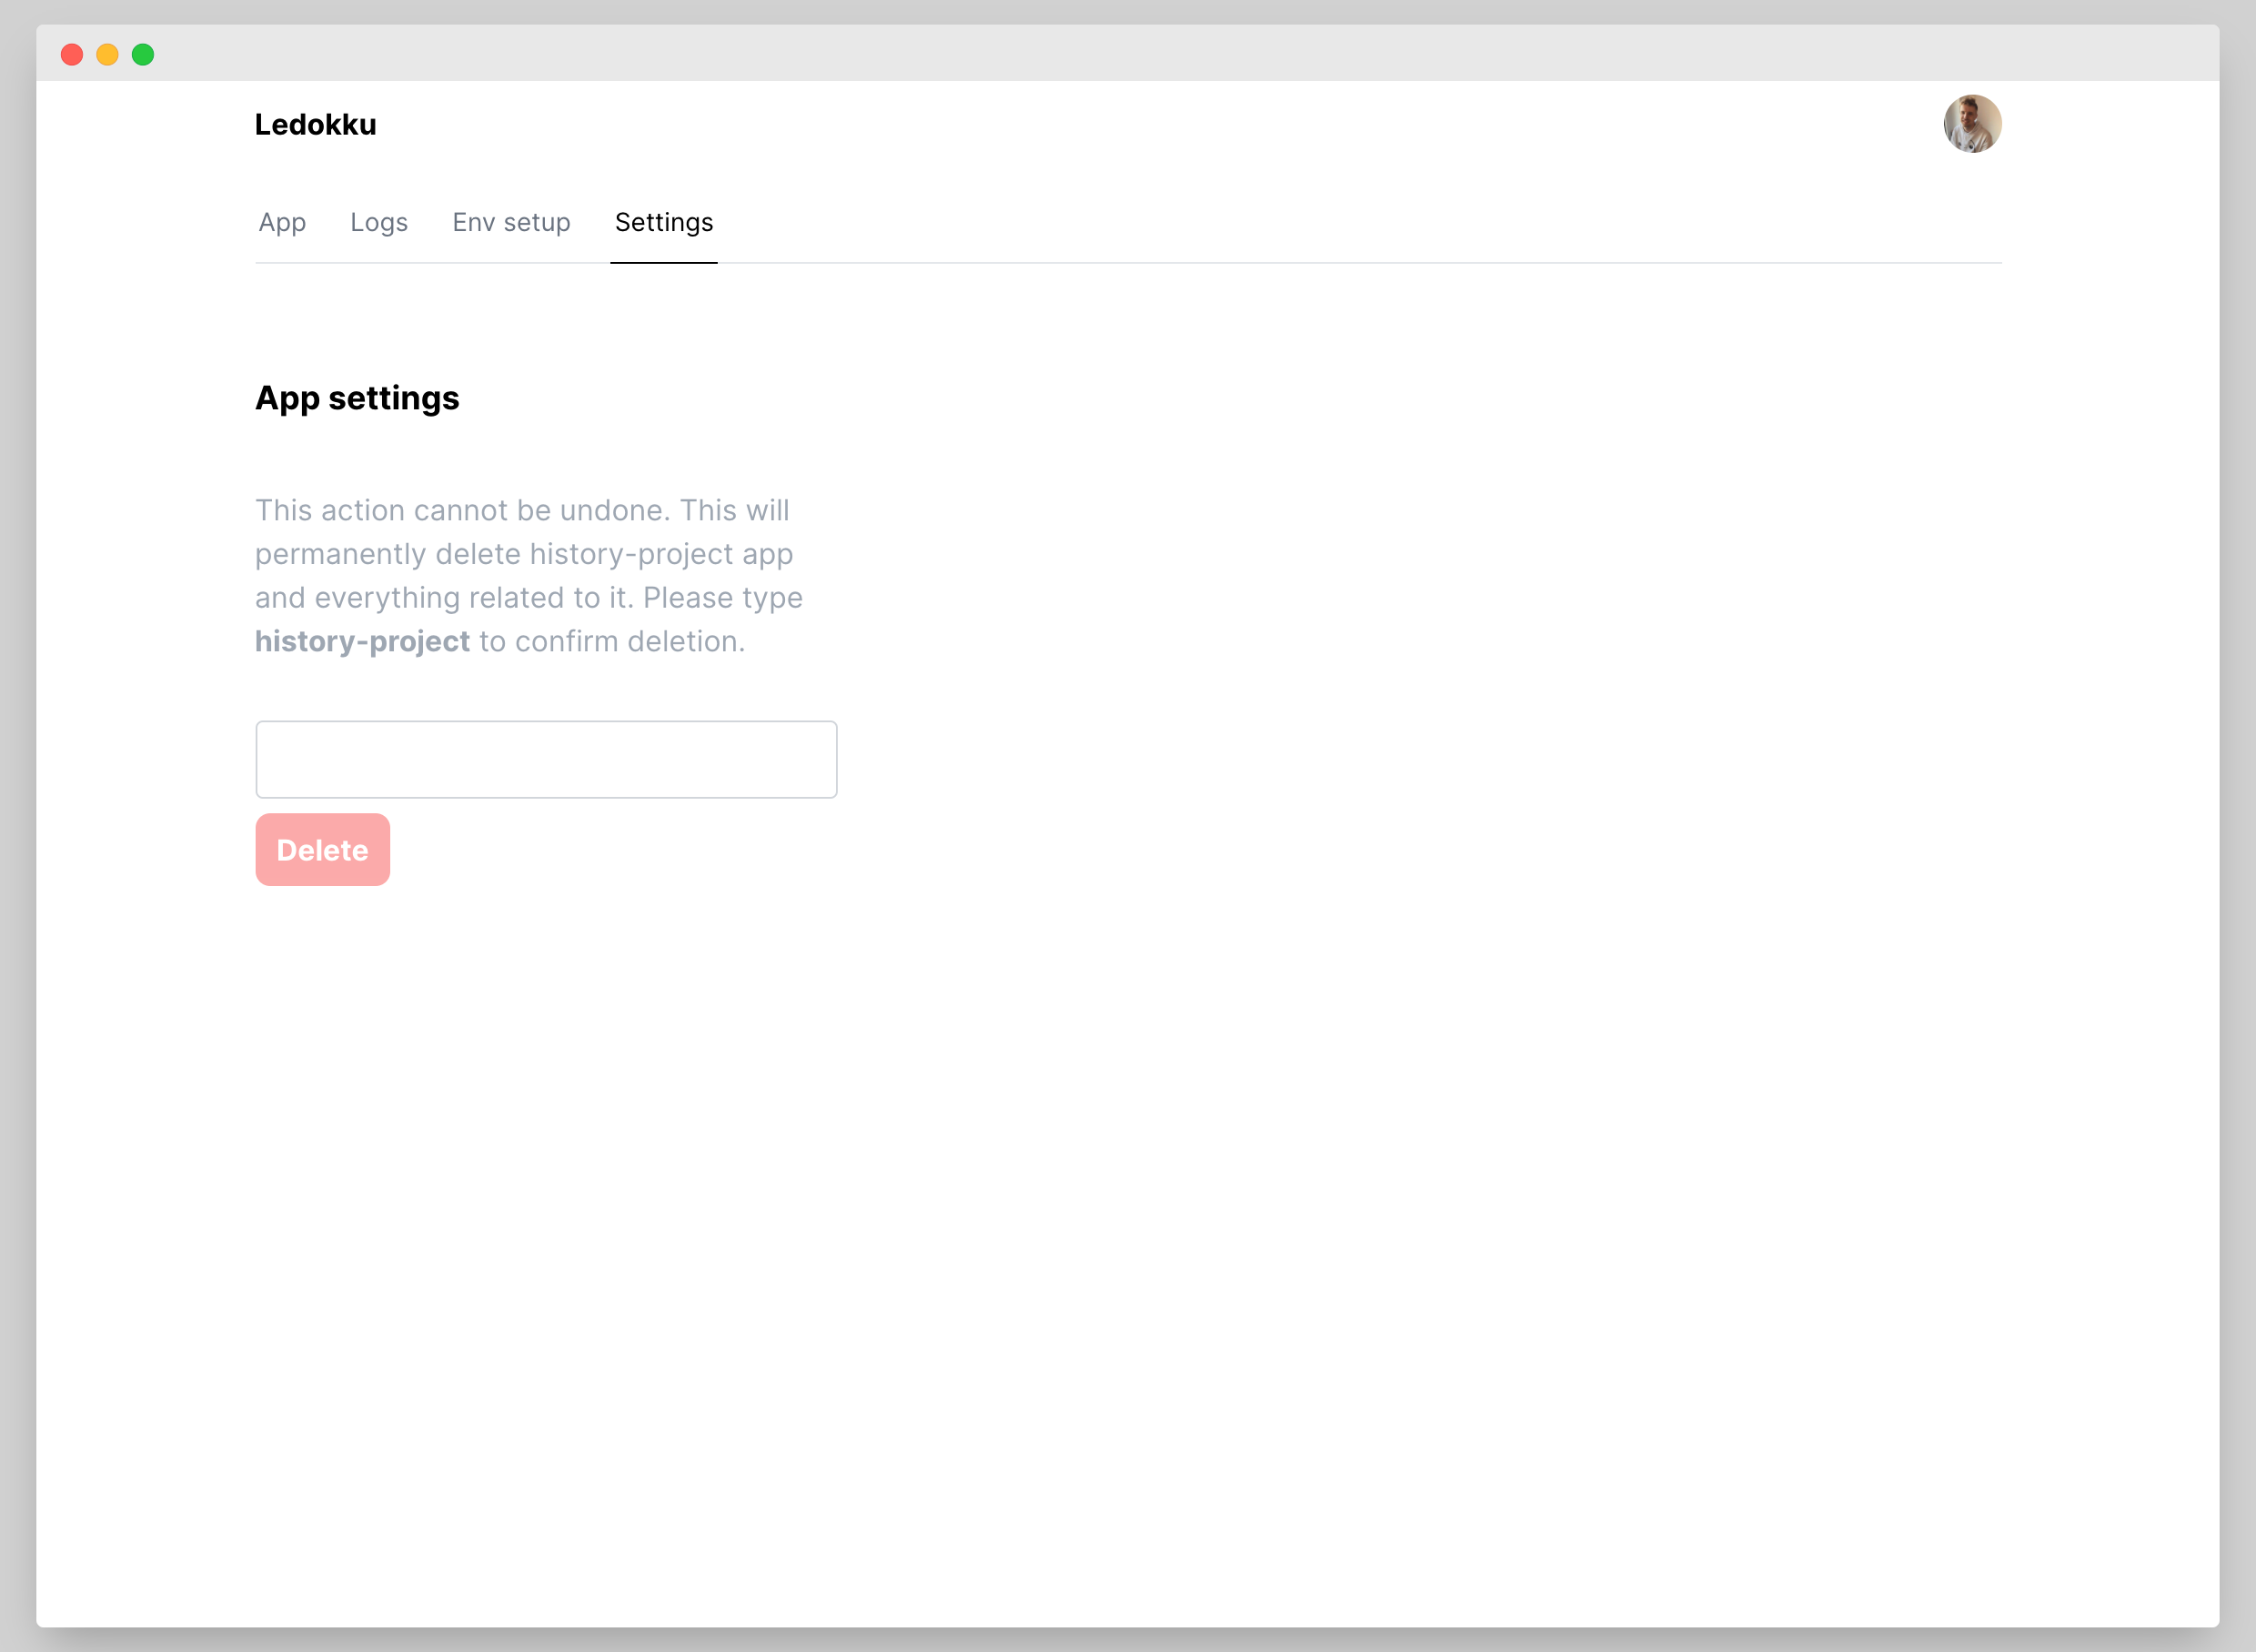 Ledokku
App Logs Env setup Settings
App settings
This action cannot be undone. This will
permanently delete history-project app
and everything related to it. Please type
history-project to confirm deletion.
Delete